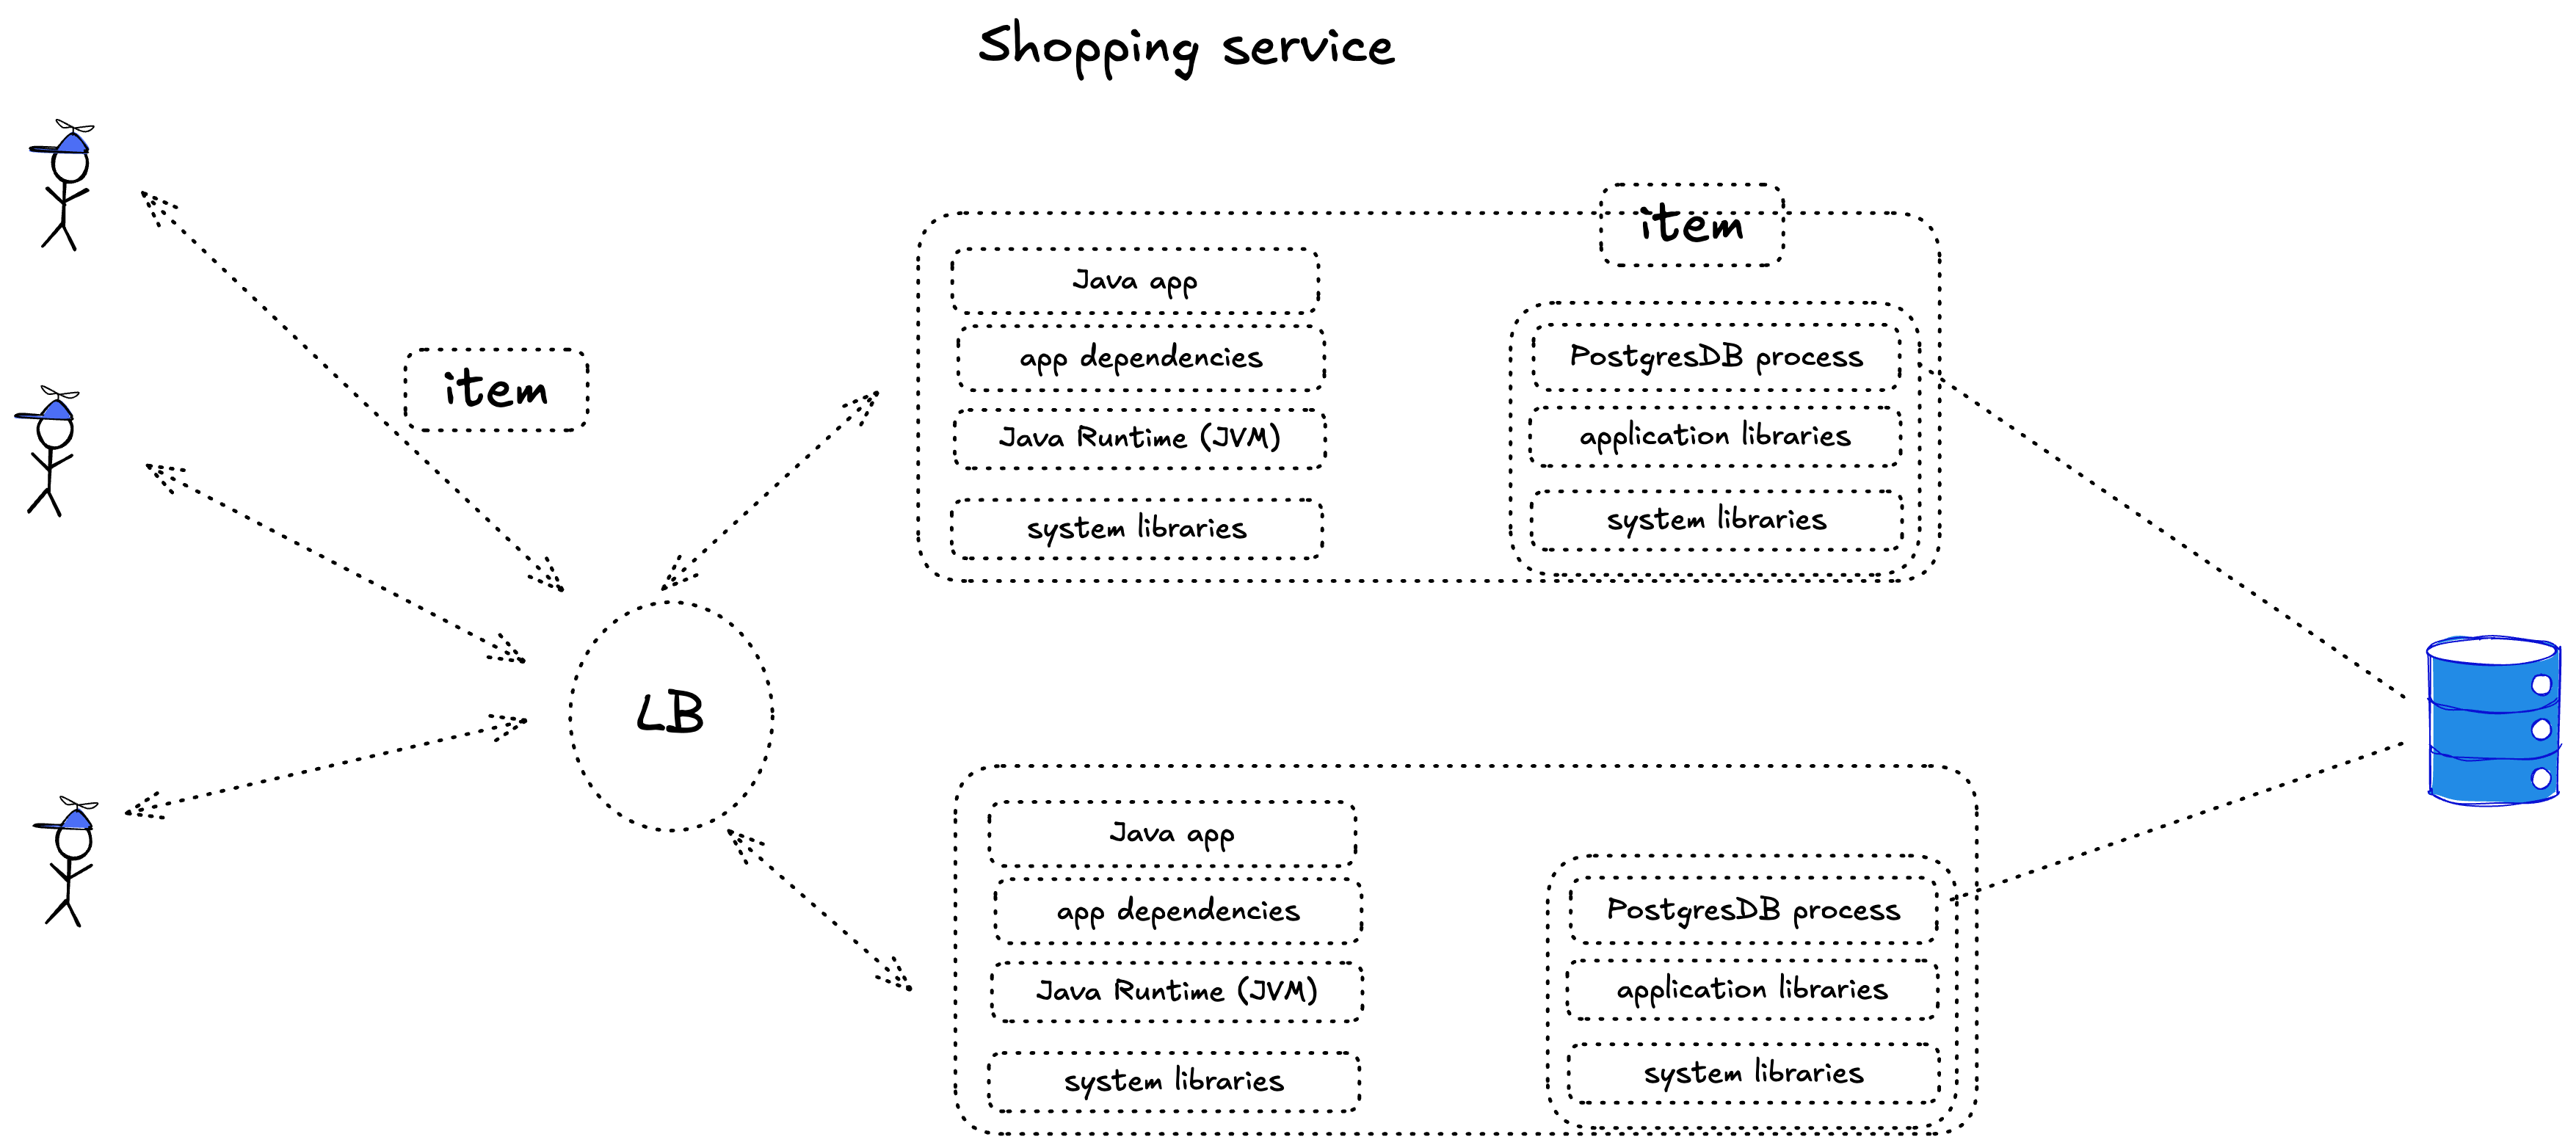 Shopping service
item
item
Java app
app dependencies
Java Runtime (JVM)
system libraries
PostgresDB process
application libraries
system libraries
LB
Java app
app dependencies
Java Runtime (JVM)
system libraries
PostgresDB process
application libraries
system libraries